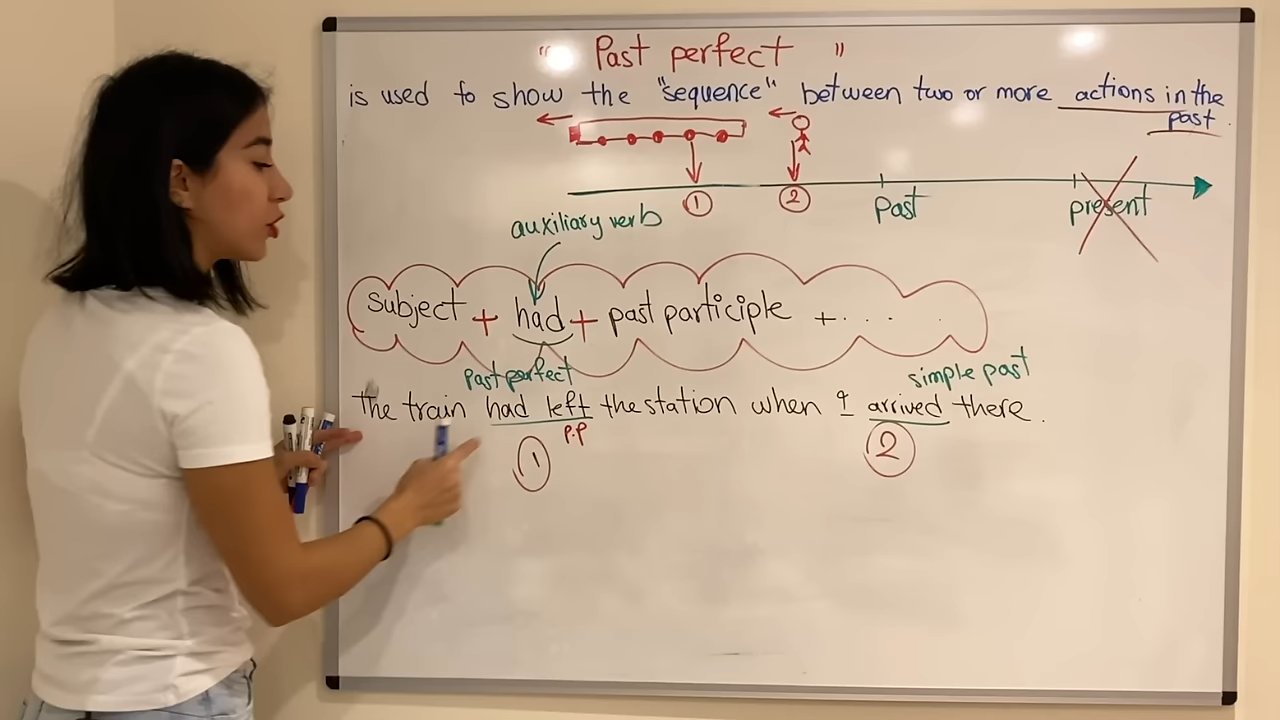 " Past perfect "
is used to show the "sequence" between two or more actions in the
past.
1 2 past present
auxiliary verb
subject + had + past participle +. . . .
past perfect simple past
The train had left the station when I arrived there.
p.p
1 2